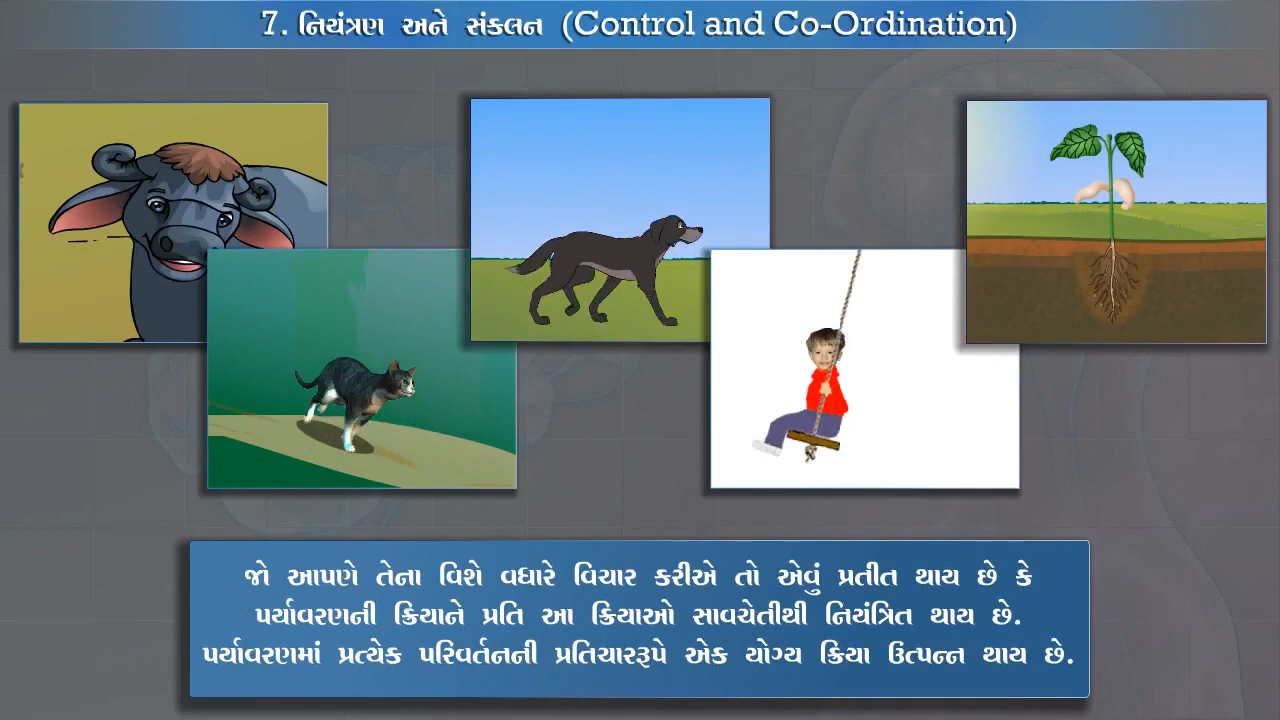 7. નિયંત્રણ અને સંકલન (Control and Co-Ordination)
જો આપણે તેના વિશે વધારે વિચાર કરીએ તો એવું પ્રતીત થાય છે કે
પર્યાવરણની ક્રિયાને પ્રતિ આ ક્રિયાઓ સાવચેતીથી નિયંત્રિત થાય છે.
પર્યાવરણમાં પ્રત્યેક પરિવર્તનની પ્રતિચારરૂપે એક યોગ્ય ક્રિયા ઉત્પન્ન થાય છે.